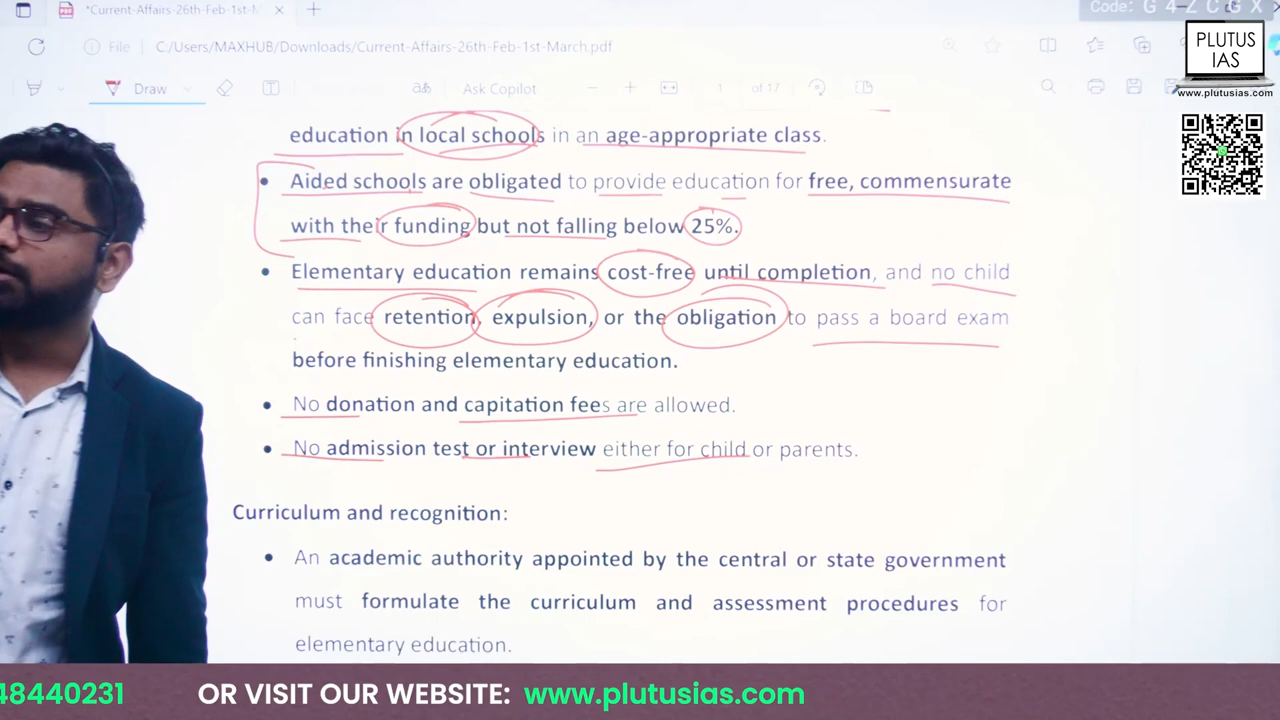 *Current-Affairs-26th-Feb-1st-M
Code: G 4 Z C G X
File
C:/Users/MAXHUB/Downloads/Current-Affairs-26th-Feb-1st-March.pdf
PLUTUS
IAS
www.plutusias.com
Draw
Ask Copilot
1 of 17
education in local schools in an age-appropriate class.
• Aided schools are obligated to provide education for free, commensurate
with their funding but not falling below 25%.
• Elementary education remains cost-free until completion, and no child
can face retention, expulsion, or the obligation to pass a board exam
before finishing elementary education.
• No donation and capitation fees are allowed.
• No admission test or interview either for child or parents.
Curriculum and recognition:
• An academic authority appointed by the central or state government
must formulate the curriculum and assessment procedures for
elementary education.
48440231 OR VISIT OUR WEBSITE: www.plutusias.com